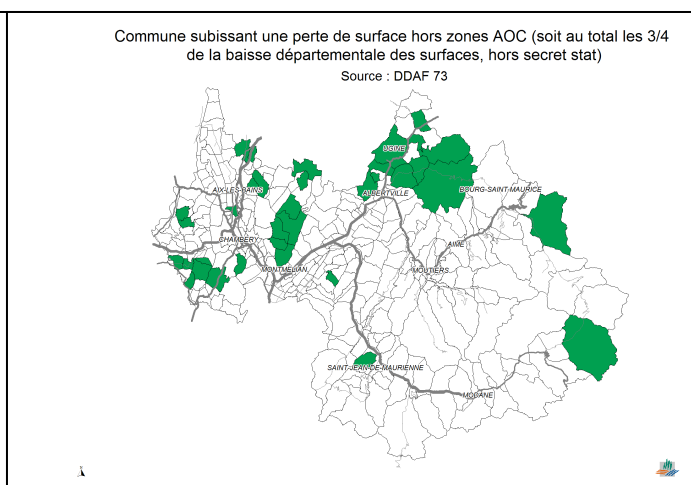 Commune subissant une perte de surface hors zones AOC (soit au total les 3/4
de la baisse départementale des surfaces, hors secret stat)
Source : DDAF 73
UGINE
AIX-LES-BAINS
ALBERTVILLE
BOURG-SAINT-MAURICE
CHAMBERY
AIME
MONTMELIAN
MOUTIERS
SAINT-JEAN-DE-MAURIENNE
MODANE